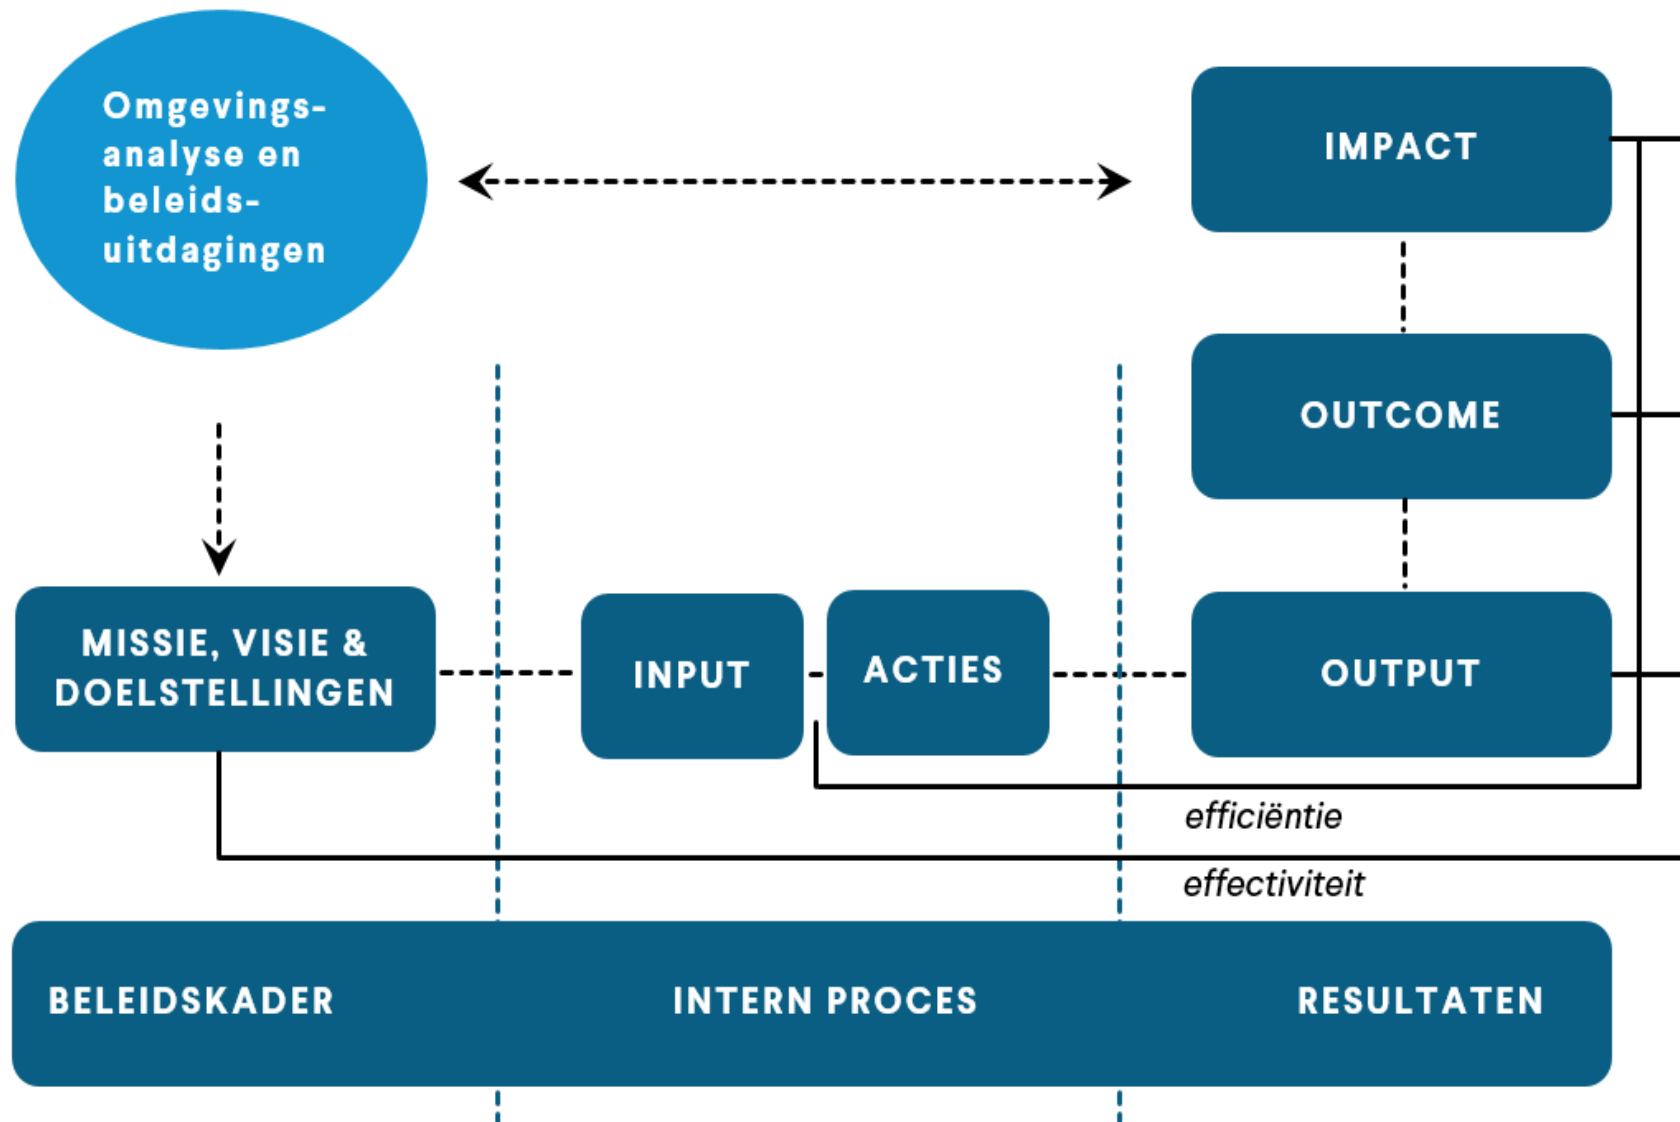 Omgevings-
analyse en
beleids-
uitdagingen
IMPACT
OUTCOME
MISSIE, VISIE &
DOELSTELLINGEN
INPUT
ACTIES
OUTPUT
efficiëntie
effectiviteit
BELEIDSKADER
INTERN PROCES
RESULTATEN